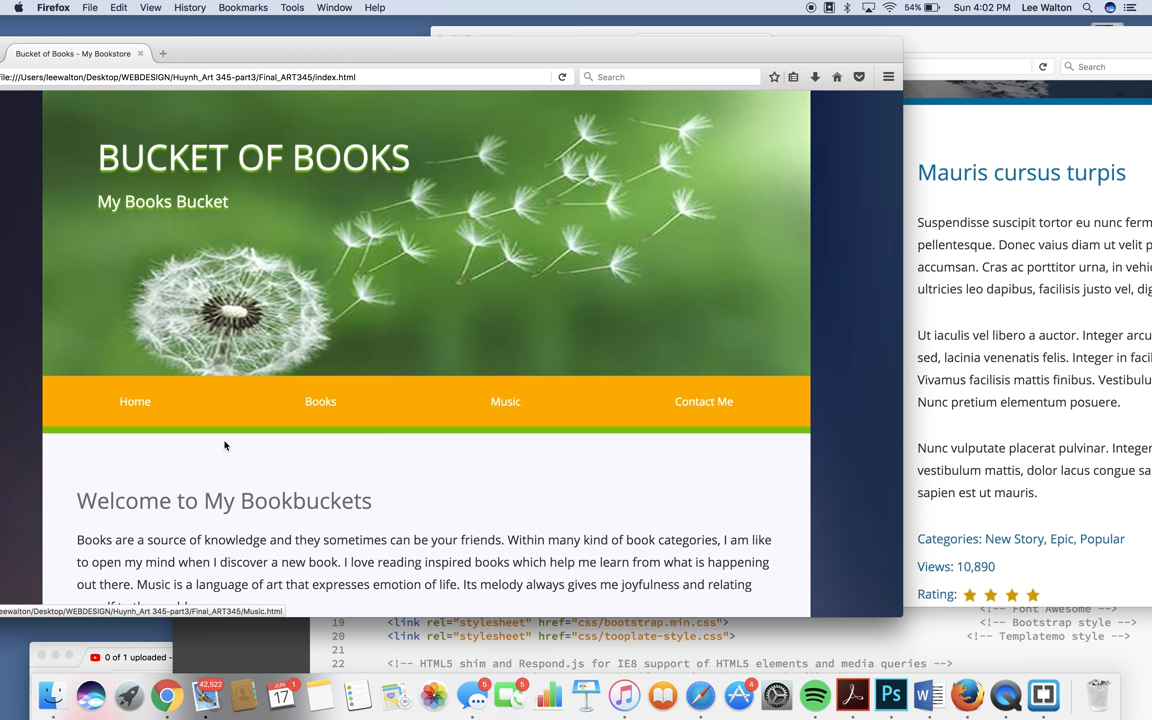 Firefox File Edit View History Bookmarks Tools Window Help 54% Sun 4:02 PM Lee Walton
Bucket of Books - My Bookstore
ile:///Users/leewalton/Desktop/WEBDESIGN/Huynh_Art 345-part3/Final_ART345/index.html Search
Search
BUCKET OF BOOKS
My Books Bucket
Home Books Music Contact Me
Welcome to My Bookbuckets
Books are a source of knowledge and they sometimes can be your friends. Within many kind of book categories, I am like
to open my mind when I discover a new book. I love reading inspired books which help me learn from what is happening
out there. Music is a language of art that expresses emotion of life. Its melody always gives me joyfulness and relating
eewalton/Desktop/WEBDESIGN/Huynh_Art 345-part3/Final_ART345/Music.html
Mauris cursus turpis
Suspendisse suscipit tortor eu nunc ferm
pellentesque. Donec vaius diam ut velit p
accumsan. Cras ac porttitor urna, in vehic
ultricies leo dapibus, facilisis justo vel, dig
Ut iaculis vel libero a auctor. Integer arcu
sed, lacinia venenatis felis. Integer in facil
Vivamus facilisis mattis finibus. Vestibulu
Nunc pretium elementum posuere.
Nunc vulputate placerat pulvinar. Integer
vestibulum mattis, dolor lacus congue sa
sapien est ut mauris.
Categories: New Story, Epic, Popular
Views: 10,890
Rating:
<!-- Font Awesome -->
19 <link rel="stylesheet" href="css/bootstrap.min.css"> <!-- Bootstrap style -->
20 <link rel="stylesheet" href="css/tooplate-style.css"> <!-- Templatemo style -->
21
22 <!-- HTML5 shim and Respond.js for IE8 support of HTML5 elements and media queries -->
0 of 1 uploaded -
42,522
JUN 1
17
5
5
4
Ps
W